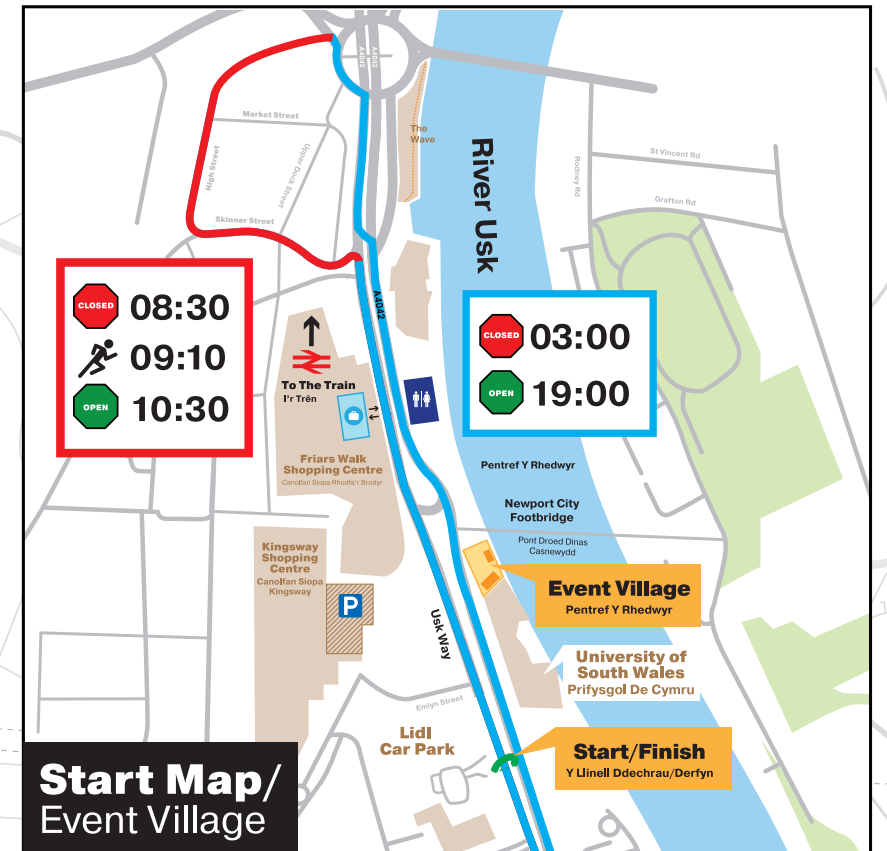 A4042
A4042
Market Street
The
Wave
River Usk
Rodney Rd
St Vincent Rd
Grafton Rd
High Street
Upper Dock Street
Skinner Street
CLOSED 08:30
09:10
OPEN 10:30
A4042
CLOSED 03:00
OPEN 19:00
To The Train
I'r Trên
Friars Walk
Shopping Centre
Canolfan Siopa Rhodfa'r Brodyr
Pentref Y Rhedwyr
Newport City
Footbridge
Pont Droed Dinas
Casnewydd
Kingsway
Shopping
Centre
Canolfan Siopa
Kingsway
P
Usk Way
Event Village
Pentref Y Rhedwyr
University of
South Wales
Prifysgol De Cymru
Emlyn Street
Lidl
Car Park
Start/Finish
Y Llinell Ddechrau/Derfyn
Start Map/
Event Village